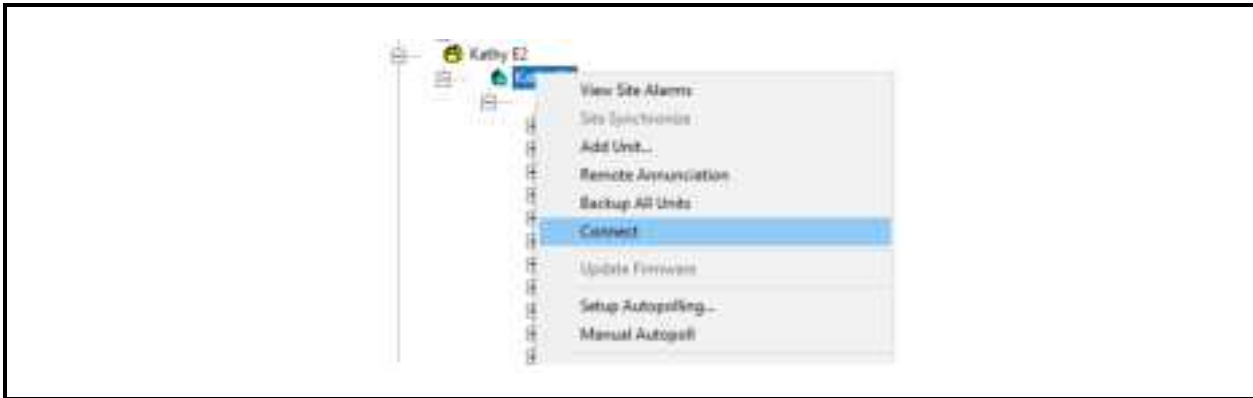 Kathy E2
View Site Alarms
Site Synchronize
Add Unit...
Remote Annunciation
Backup All Units
Connect
Update Firmware
Setup Autopolling...
Manual Autopoll